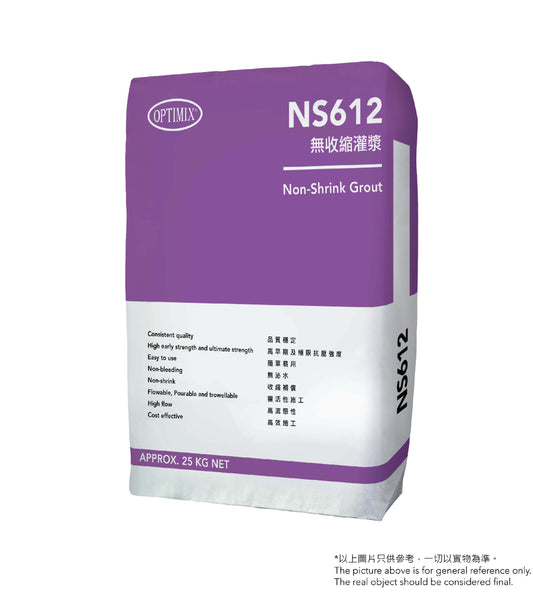 OPTIMIX
NS612
無收縮灌漿
Non-Shrink Grout
Consistent quality
High early strength and ultimate strength
Easy to use
Non-bleeding
Non-shrink
Flowable, Pourable and trowellable
High flow
Cost effective
品質穩定
高早期及極限抗壓強度
簡單易用
無泌水
收縮補償
靈活性施工
高流態性
高效施工
NS612
APPROX. 25 KG NET
*以上圖片只供參考，一切以實物為準。
The picture above is for general reference only.
The real object should be considered final.